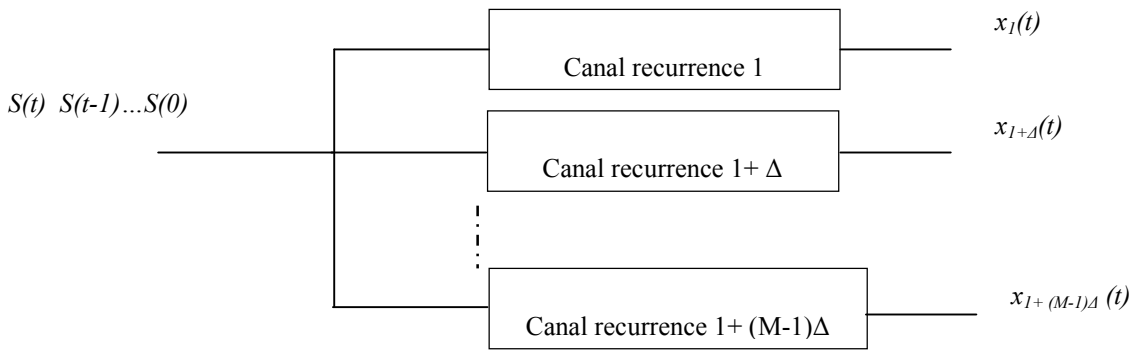 x₁(t)
Canal recurrence 1
S(t) S(t-1)...S(0)
x₁₊Δ(t)
Canal recurrence 1+ Δ
x₁₊ ₍M-1₎Δ (t)
Canal recurrence 1+ (M-1)Δ